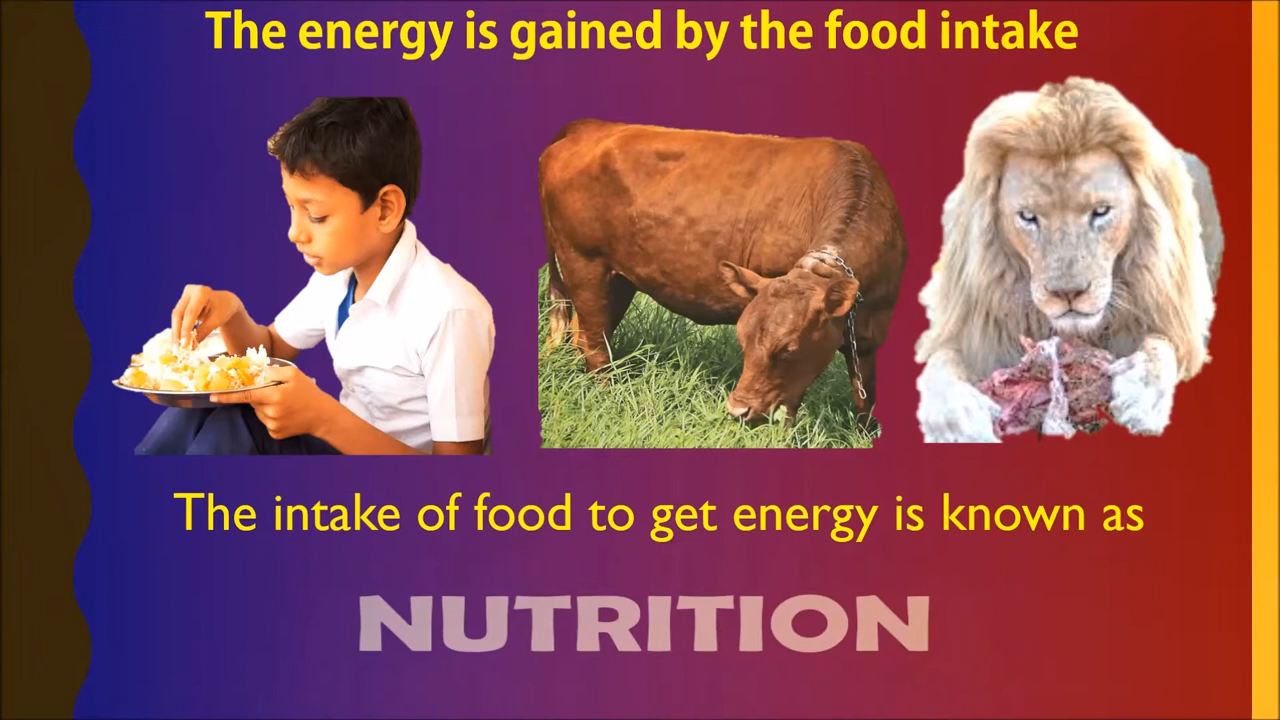 The energy is gained by the food intake
The intake of food to get energy is known as
NUTRITION